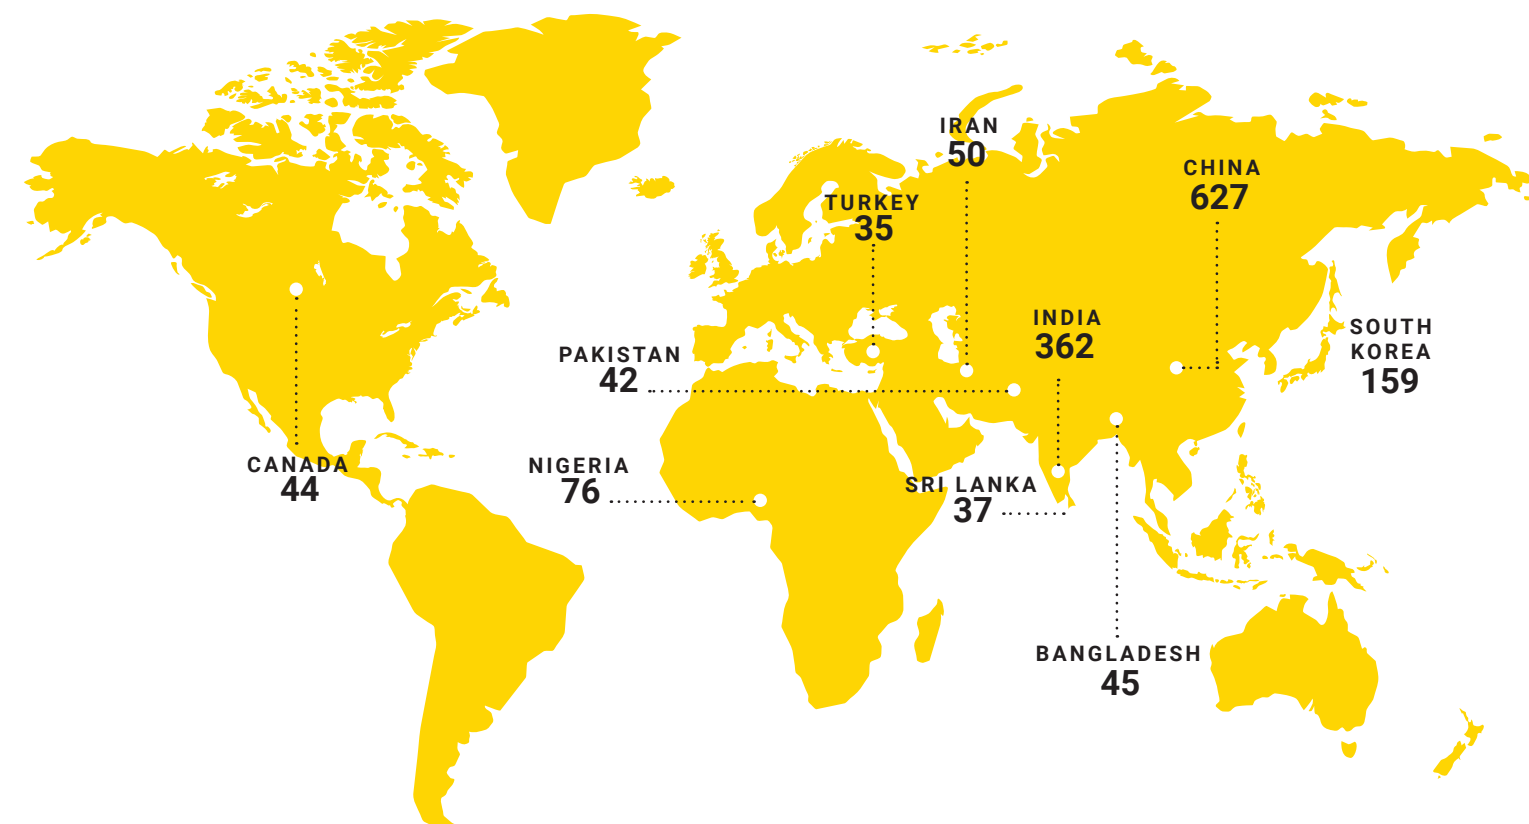 IRAN
50
CHINA
627
TURKEY
35
INDIA
362
SOUTH
KOREA
159
PAKISTAN
42
CANADA
44
NIGERIA
76
SRI LANKA
37
BANGLADESH
45